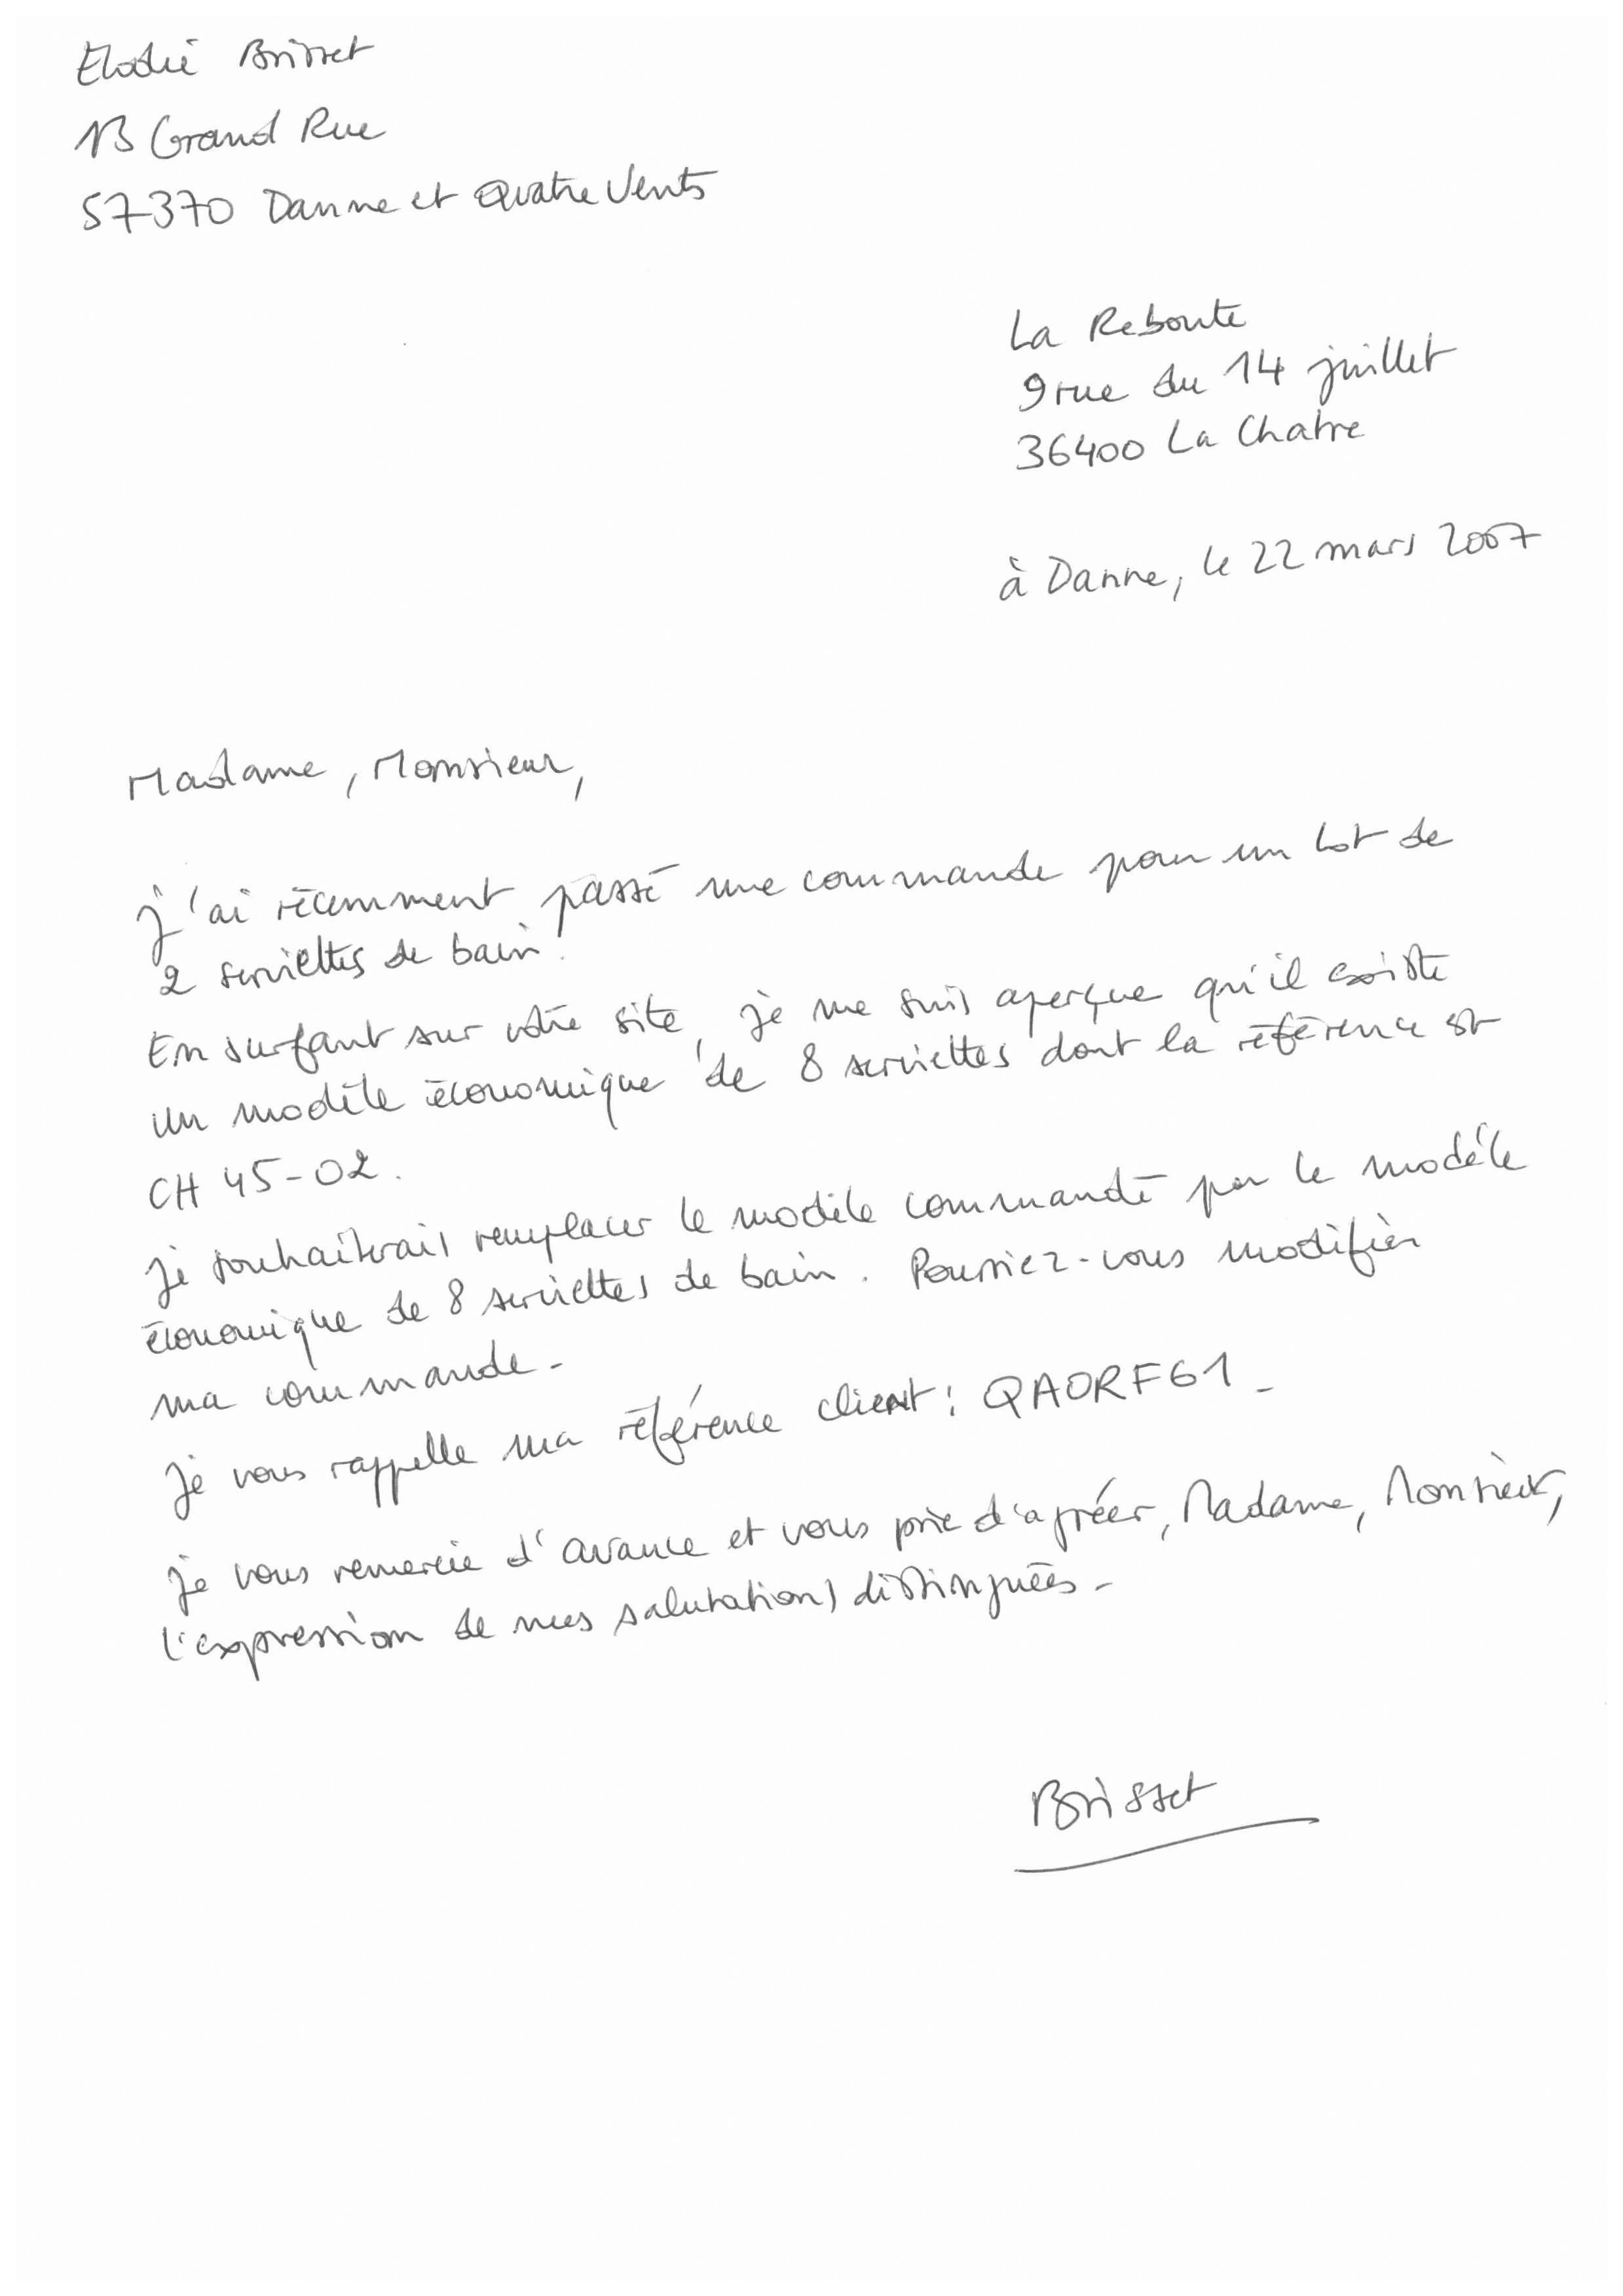 Elodie Brisset
13 Grand Rue
57370 Danne et Quatre Vents
La Reboute
9 rue du 14 juillet
36400 La Chatre
à Danne, le 22 mars 2007
Madame, Monsieur,
j'ai récemment passé une commande pour un lot de
2 serviettes de bain.
En surfant sur votre site, je me suis aperçue qu'il existe
un modèle économique de 8 serviettes dont la référence est
CH 45-02.
Je souhaiterais remplacer le modèle commandé par le modèle
économique de 8 serviettes de bain. Pourriez-vous modifier
ma commande.
Je vous rappelle ma référence client : QAORF61.
Je vous remercie d'avance et vous prie d'agréer, Madame, Monsieur,
l'expression de mes salutations distinguées.
Brisset